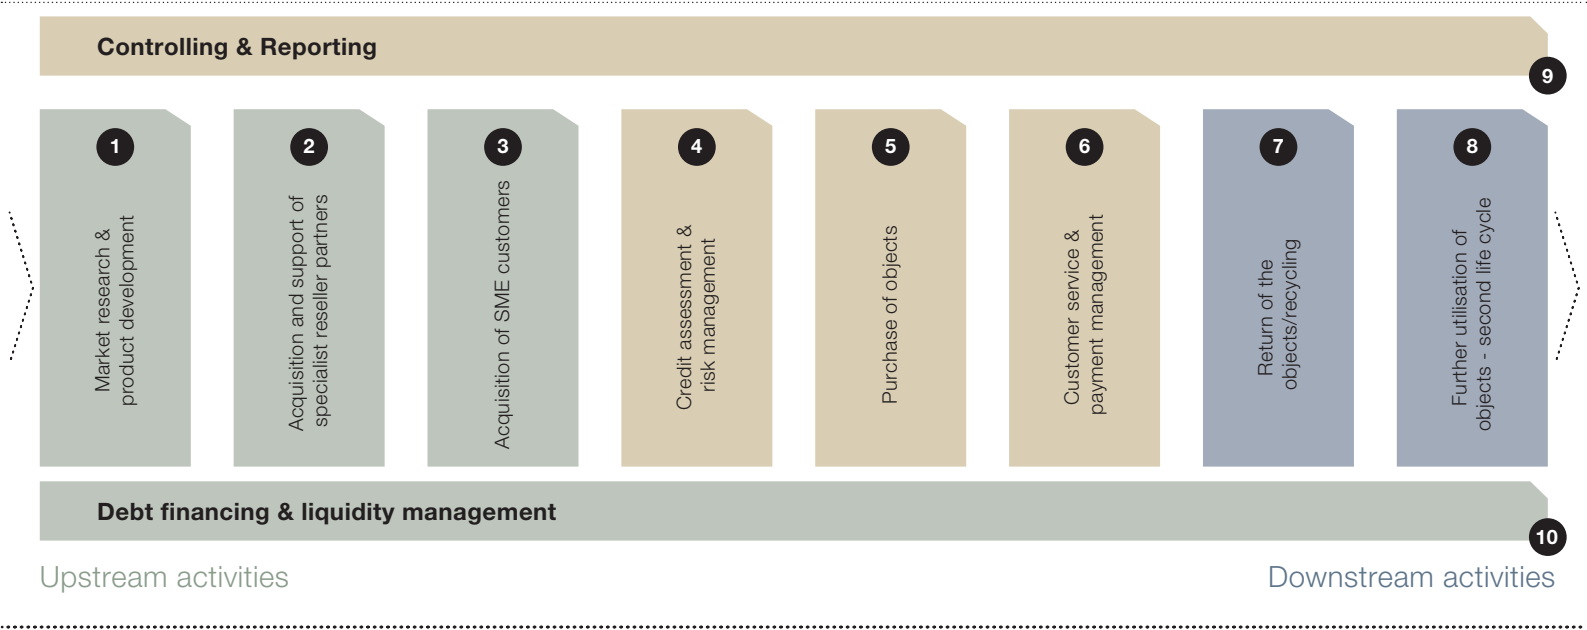 Controlling & Reporting
9
1
Market research &
product development
2
Acquisition and support of
specialist reseller partners
3
Acquisition of SME customers
4
Credit assessment &
risk management
5
Purchase of objects
6
Customer service &
payment management
7
Return of the
objects/recycling
8
Further utilisation of
objects - second life cycle
Debt financing & liquidity management
10
Upstream activities
Downstream activities